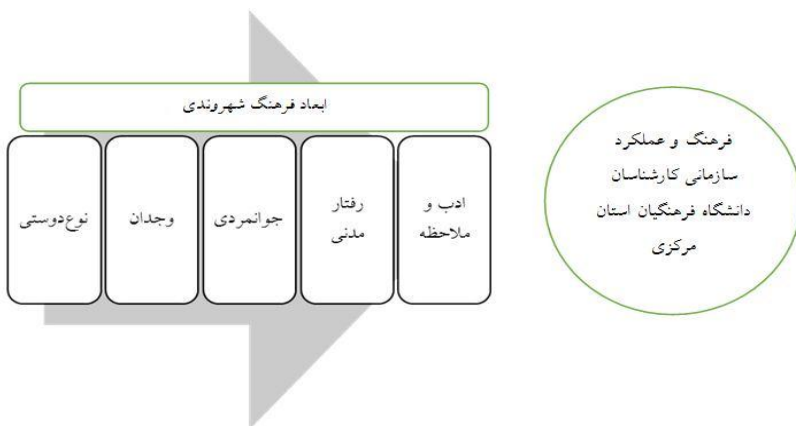 ابعاد فرهنگ شهروندی
نوع‌دوستی
وجدان
جوانمردی
رفتار
مدنی
ادب و
ملاحظه
فرهنگ و عملکرد
سازمانی کارشناسان
دانشگاه فرهنگیان استان
مرکزی